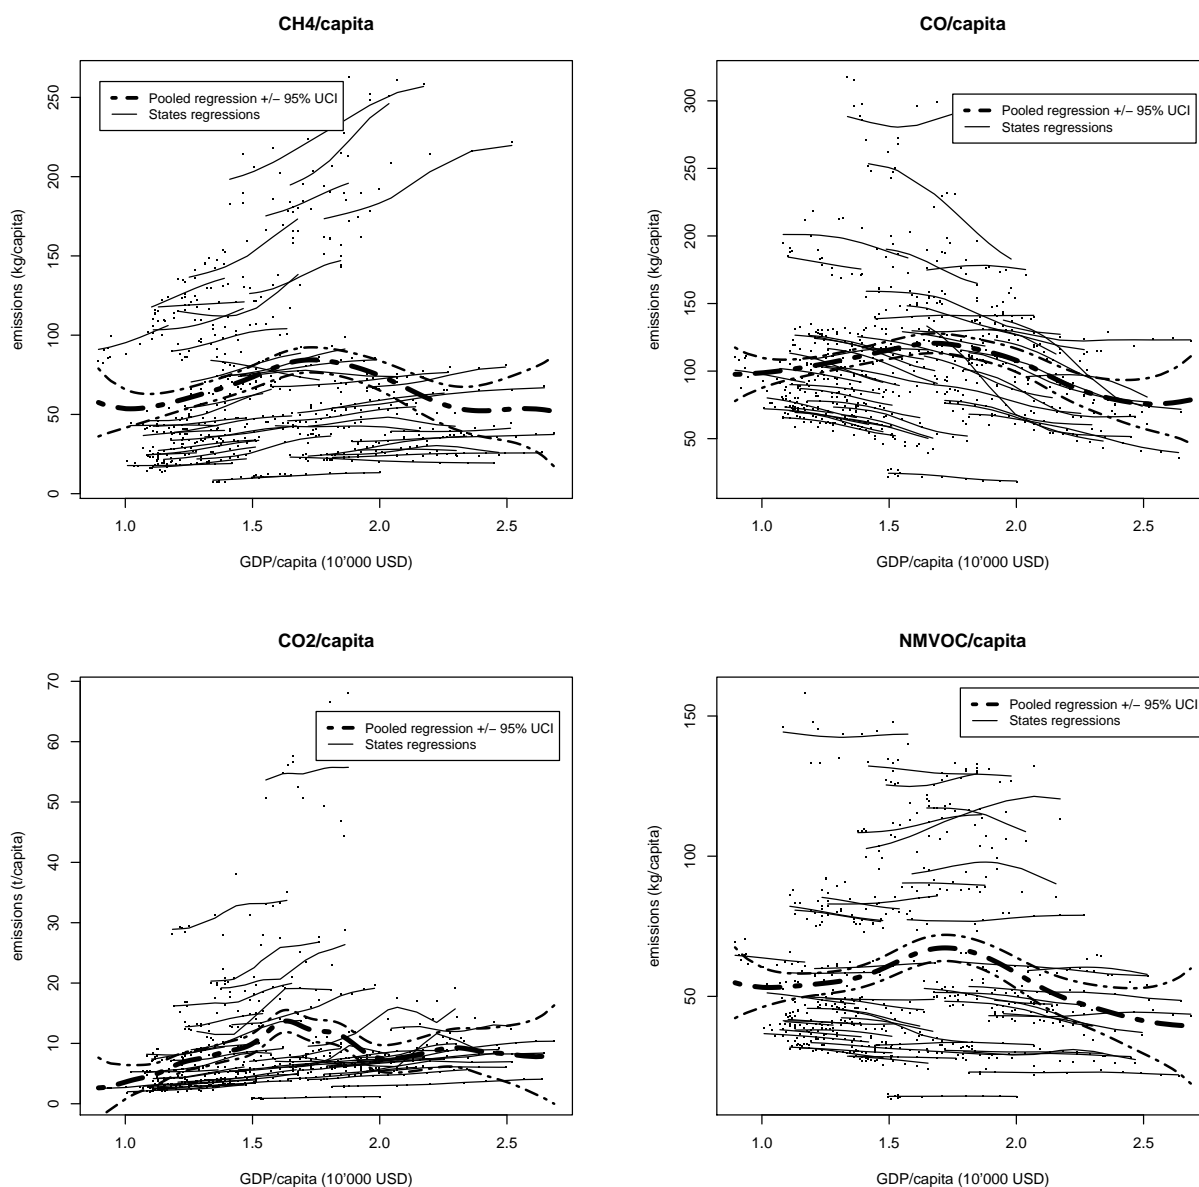 CH4/capita
Pooled regression +/− 95% UCI
States regressions
emissions (kg/capita)
0
50
100
150
200
250
1.0 1.5 2.0 2.5
GDP/capita (10'000 USD)
CO/capita
Pooled regression +/− 95% UCI
States regressions
emissions (kg/capita)
50
100
150
200
250
300
1.0 1.5 2.0 2.5
GDP/capita (10'000 USD)
CO2/capita
Pooled regression +/− 95% UCI
States regressions
emissions (t/capita)
0
10
20
30
40
50
60
70
1.0 1.5 2.0 2.5
GDP/capita (10'000 USD)
NMVOC/capita
Pooled regression +/− 95% UCI
States regressions
emissions (kg/capita)
50
100
150
1.0 1.5 2.0 2.5
GDP/capita (10'000 USD)